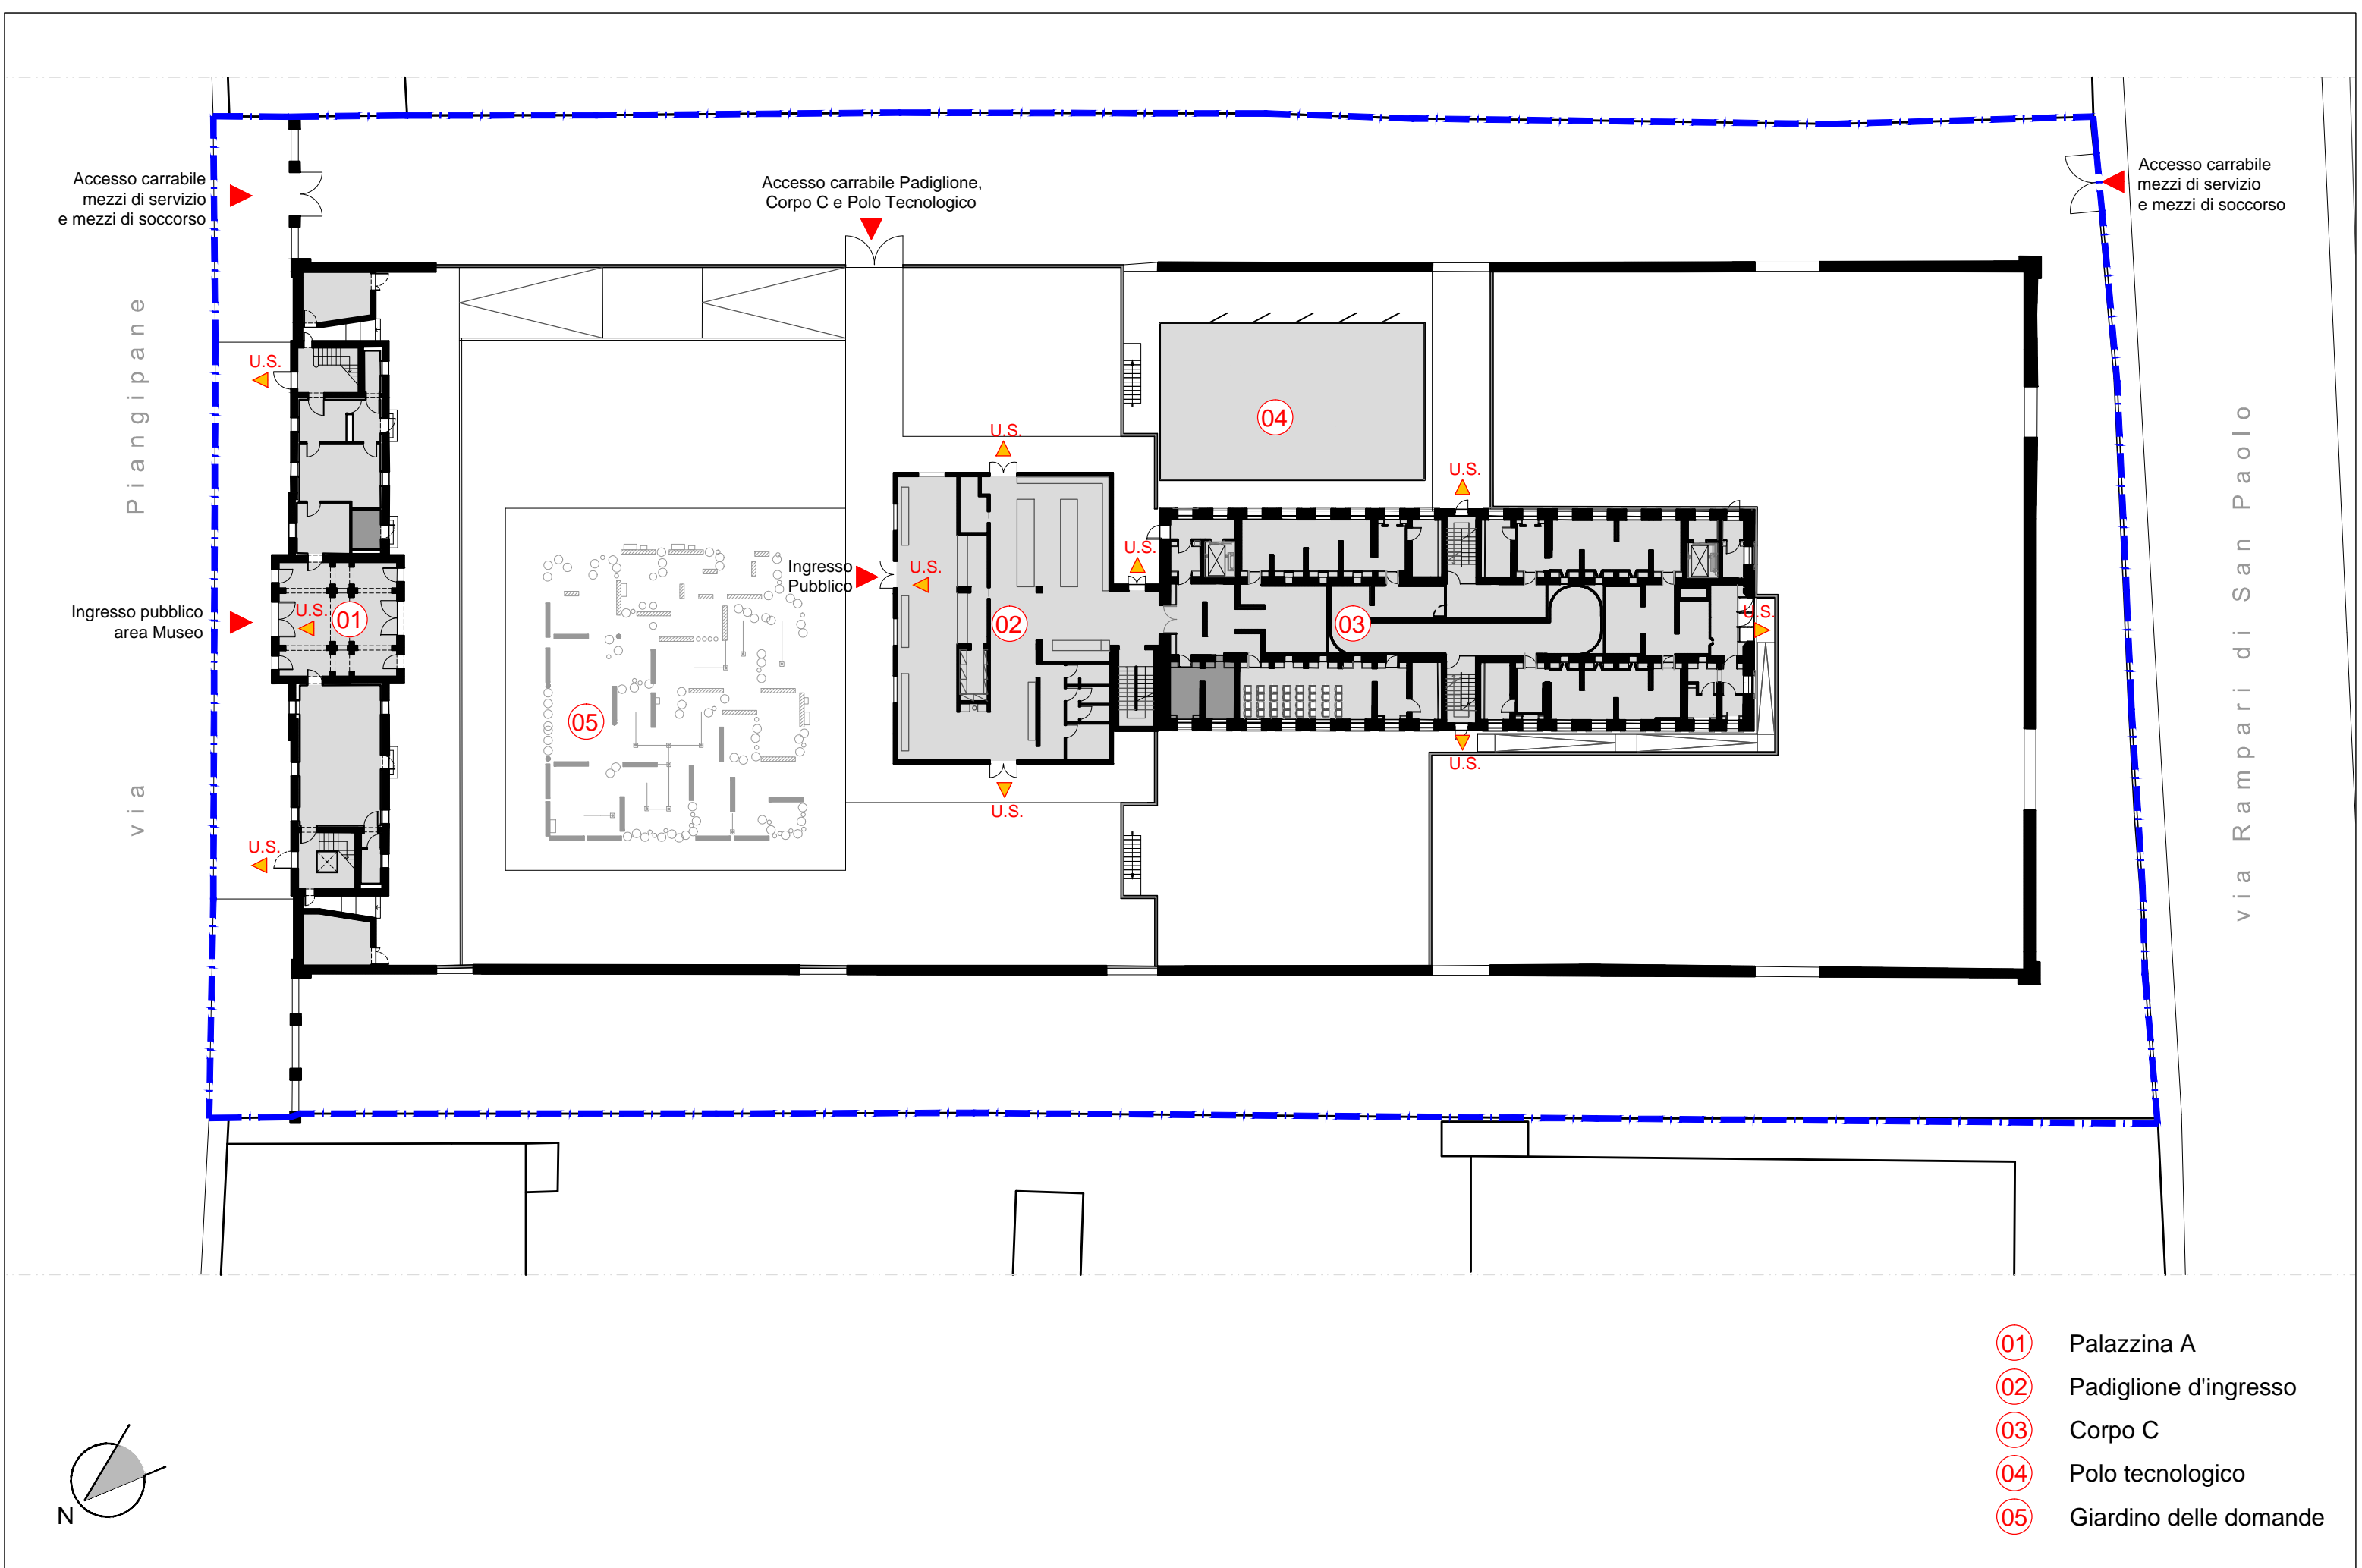 Accesso carrabile
mezzi di servizio
e mezzi di soccorso
Accesso carrabile Padiglione,
Corpo C e Polo Tecnologico
Accesso carrabile
mezzi di servizio
e mezzi di soccorso
via Piangipane
via Rampari di San Paolo
U.S.
04
U.S.
U.S.
U.S.
Ingresso
Pubblico
U.S.
Ingresso pubblico
area Museo
U.S.
01
02
03
U.S.
05
U.S.
U.S.
U.S.
01 Palazzina A
02 Padiglione d'ingresso
03 Corpo C
04 Polo tecnologico
05 Giardino delle domande
N